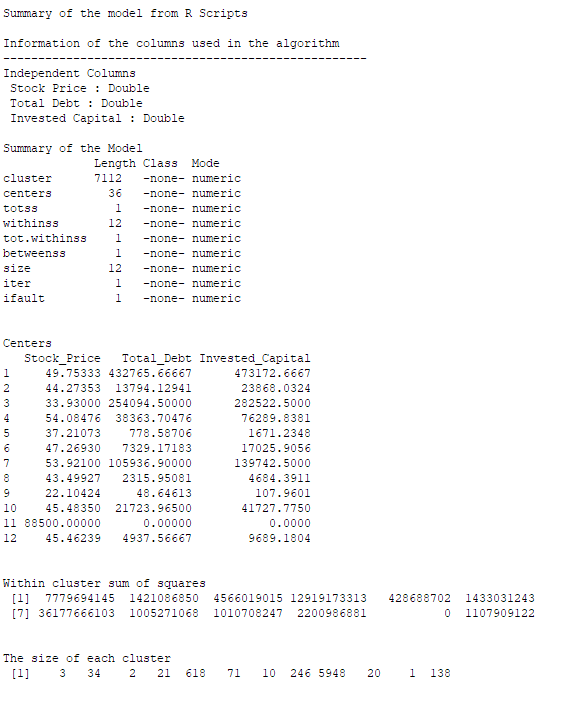 Summary of the model from R Scripts
Information of the columns used in the algorithm
--------------------------------------------------
Independent Columns
Stock Price : Double
Total Debt : Double
Invested Capital : Double
Summary of the Model
Length Class Mode
cluster 7112 -none- numeric
centers 36 -none- numeric
totss 1 -none- numeric
withinss 12 -none- numeric
tot.withinss 1 -none- numeric
betweenss 1 -none- numeric
size 12 -none- numeric
iter 1 -none- numeric
ifault 1 -none- numeric
Centers
Stock_Price Total_Debt Invested_Capital
1 49.75333 432765.66667 473172.6667
2 44.27353 13794.12941 23868.0324
3 33.93000 254094.50000 282522.5000
4 54.08476 38363.70476 76289.8381
5 37.21073 778.58706 1671.2348
6 47.26930 7329.17183 17025.9056
7 53.92100 105936.90000 139742.5000
8 43.49927 2315.95081 4684.3911
9 22.10424 48.64613 107.9601
10 45.48350 21723.96500 41727.7750
11 88500.00000 0.00000 0.0000
12 45.46239 4937.56667 9689.1804
Within cluster sum of squares
[1] 7779694145 1421086850 4566019015 12919173313 428688702 1433031243
[7] 36177666103 1005271068 1010708247 2200986881 0 1107909122
The size of each cluster
[1] 3 34 2 21 618 71 10 246 5948 20 1 138